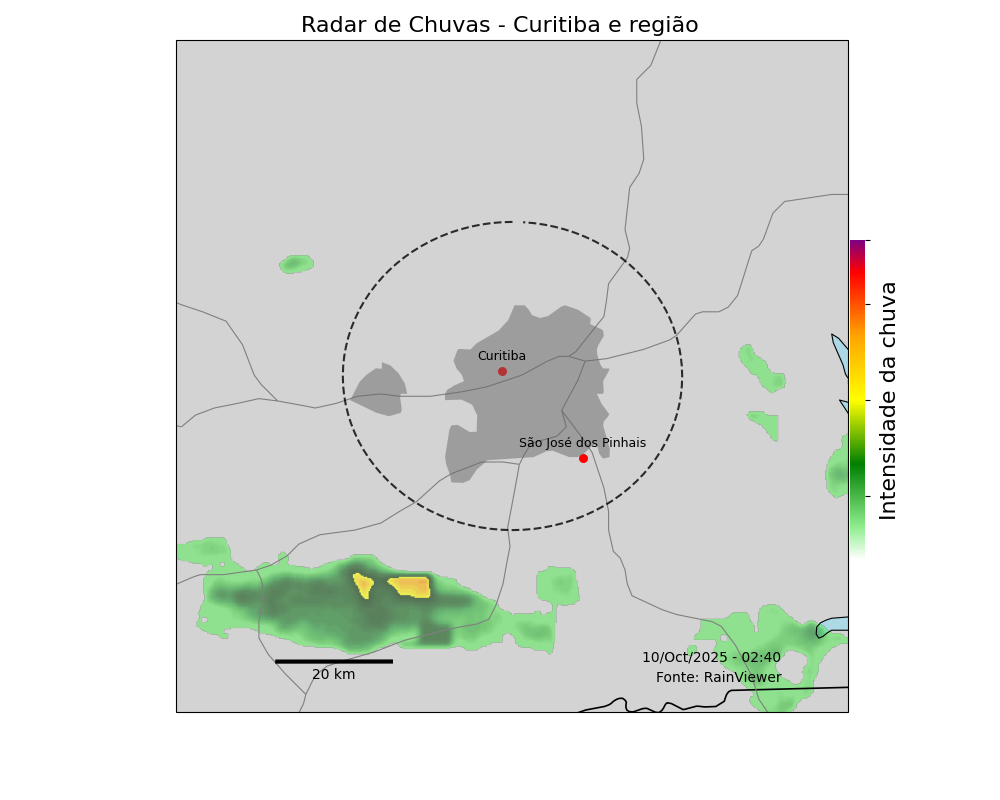 Radar de Chuvas - Curitiba e região
Curitiba
São José dos Pinhais
Intensidade da chuva
10/Oct/2025 - 02:40
20 km
Fonte: RainViewer